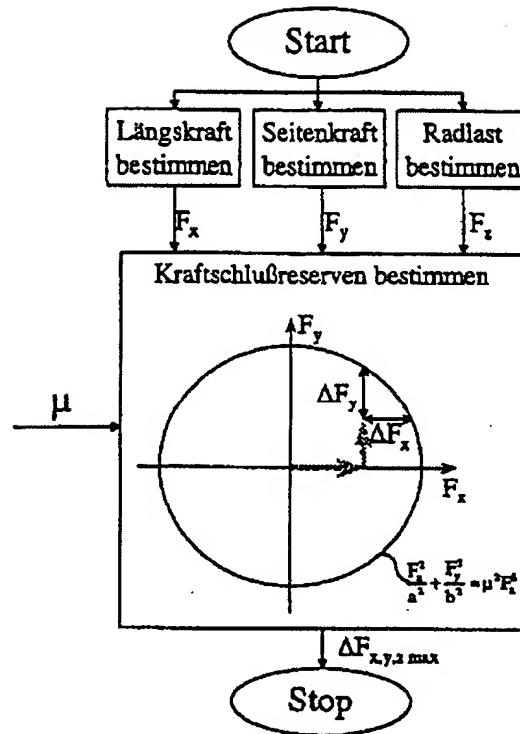 Start
Längskraft bestimmen
Seitenkraft bestimmen
Radlast bestimmen
F_x
F_y
F_z
Kraftschlußreserven bestimmen
F_y
ΔF_y
ΔF_x
μ
F_x
F_x²/a² + F_y²/b² = μ²F_z²
ΔF_x,y,z max
Stop